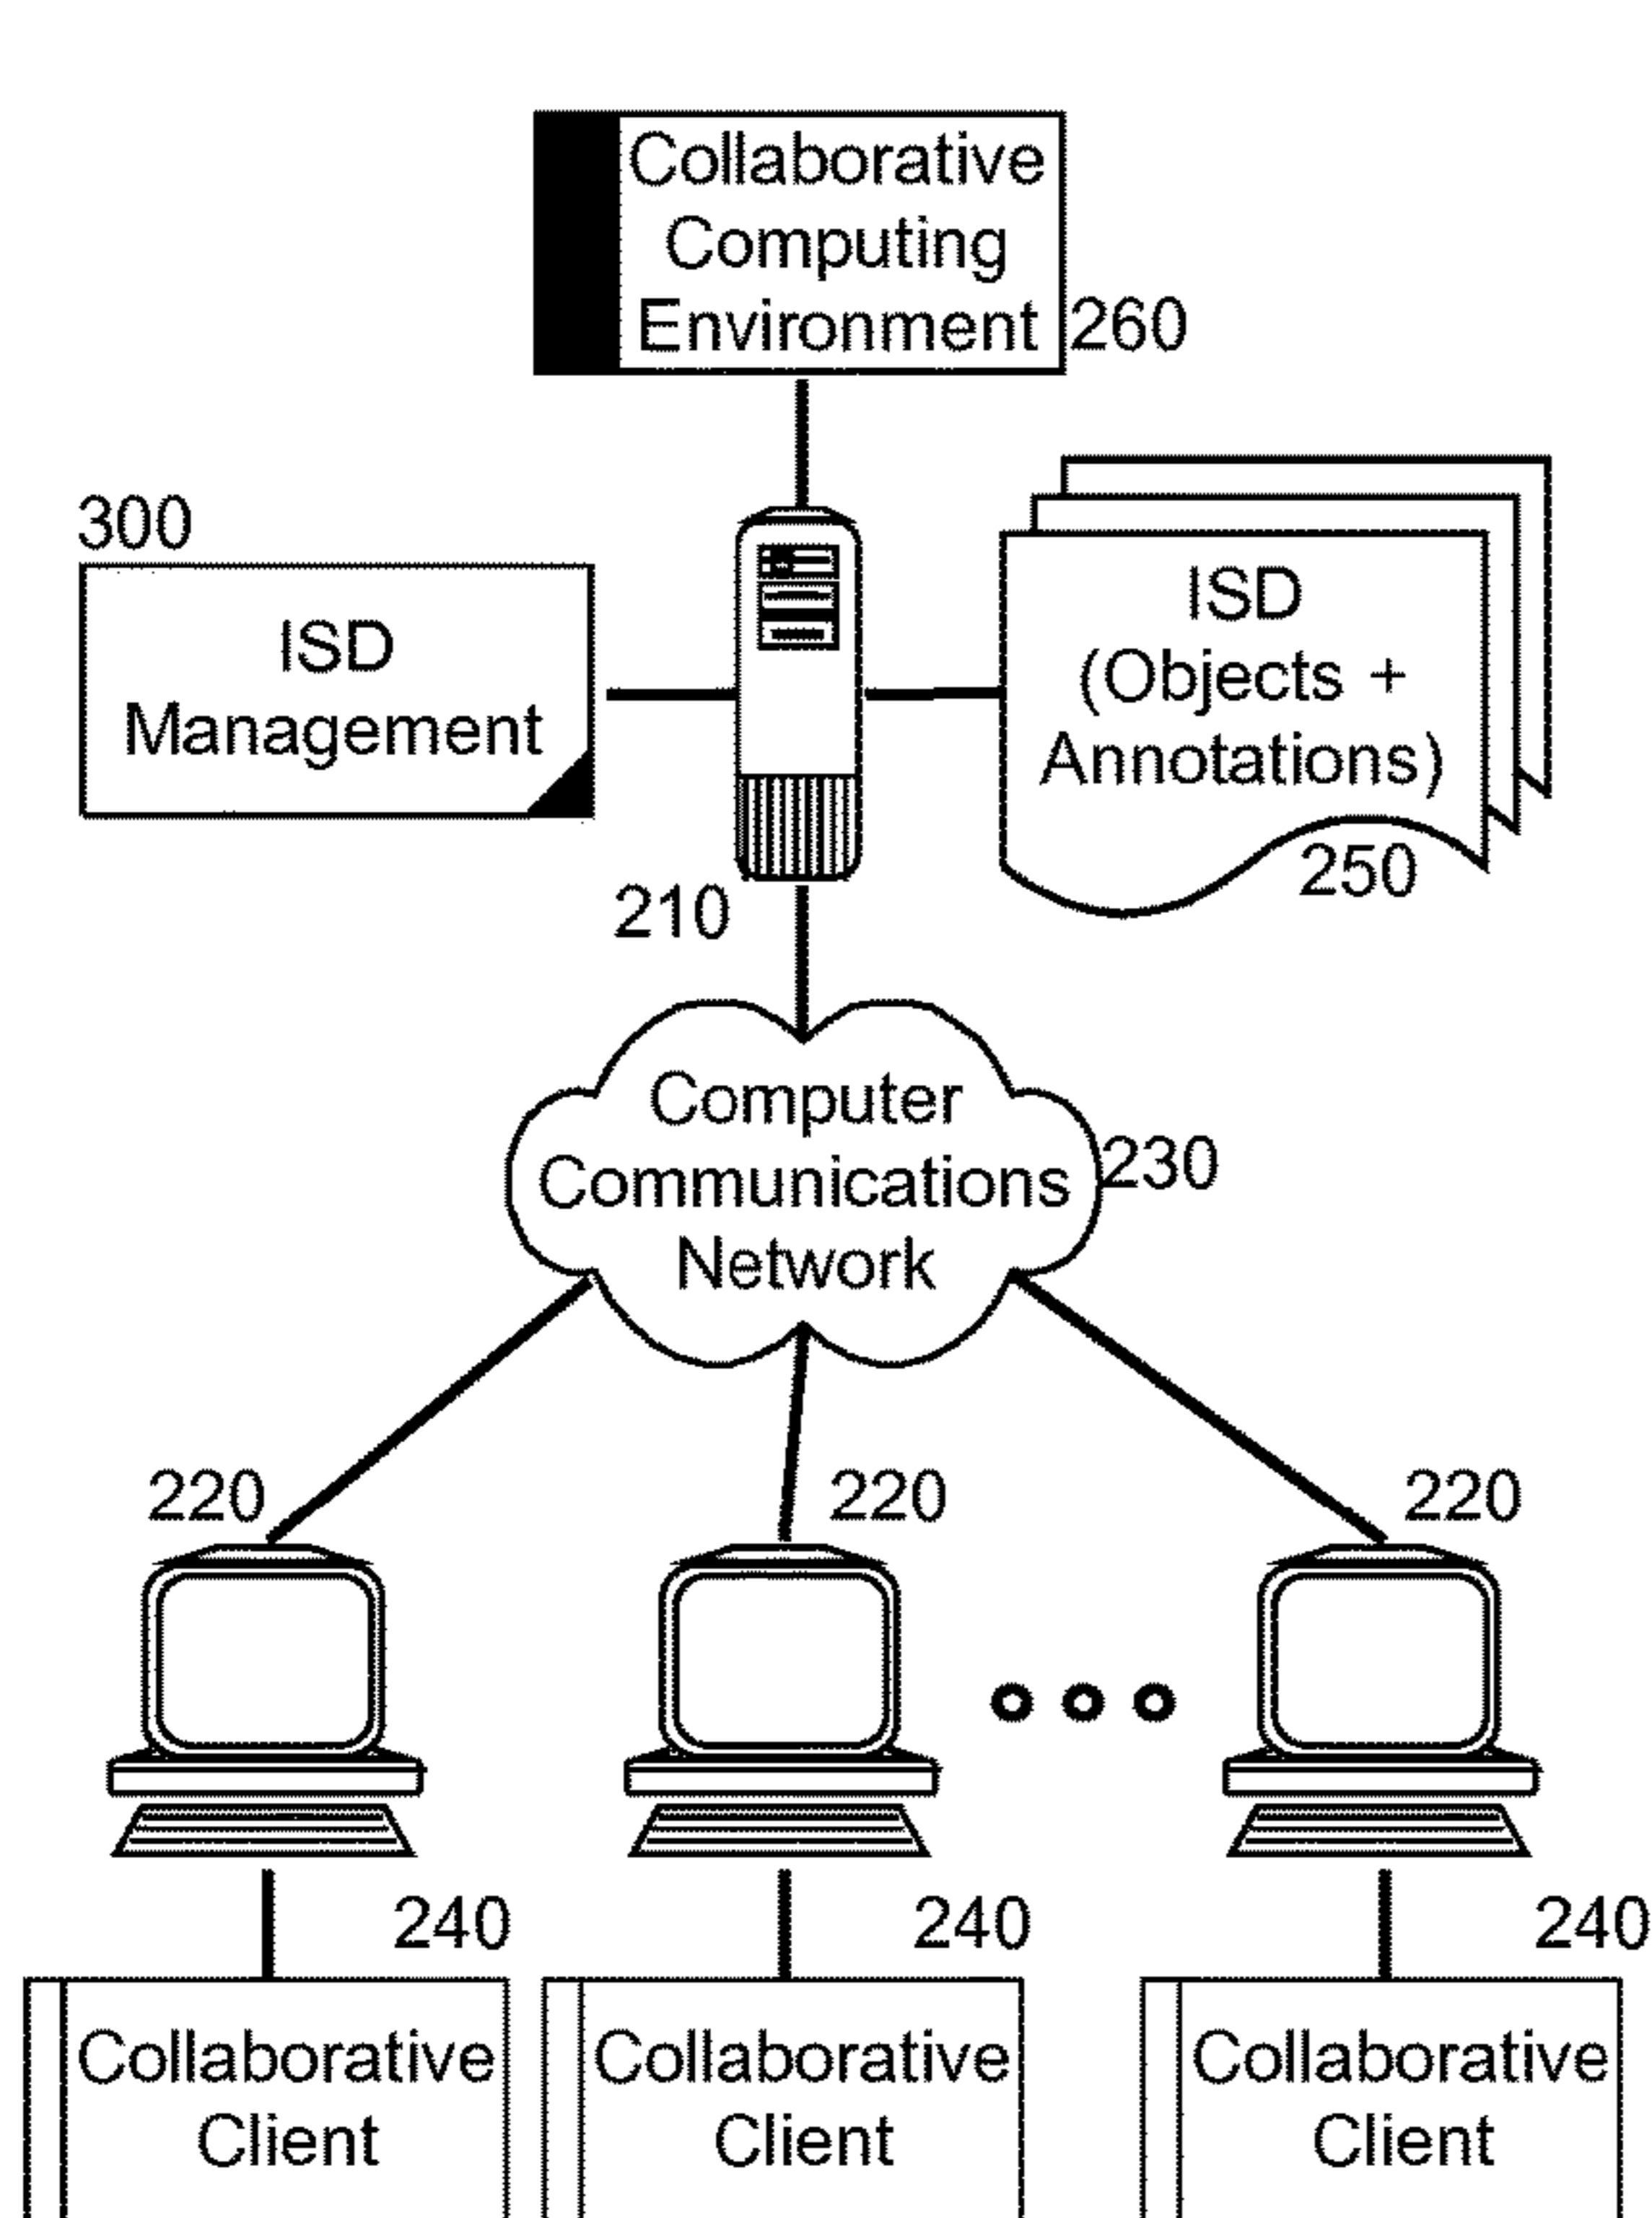 Collaborative
Computing
Environment
260
300
ISD
Management
ISD
(Objects +
Annotations)
250
210
Computer
Communications
Network
230
220
220
220
240
240
240
Collaborative
Client
Collaborative
Client
Collaborative
Client